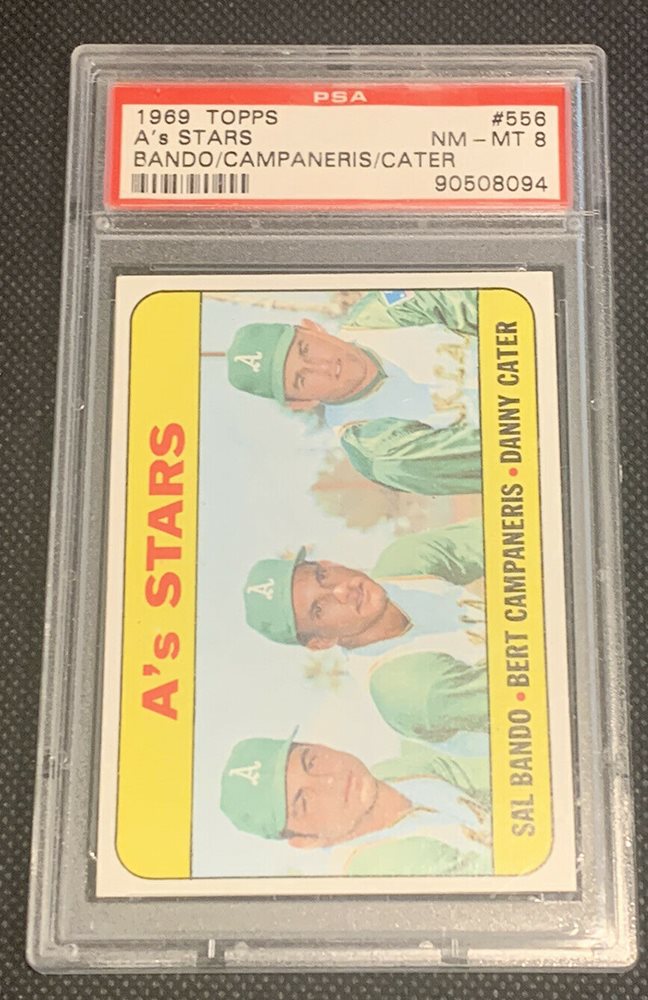 PSA
1969 TOPPS #556
A's STARS NM-MT 8
BANDO/CAMPANERIS/CATER
90508094
A's STARS
A
A
A
SAL BANDO • BERT CAMPANERIS • DANNY CATER